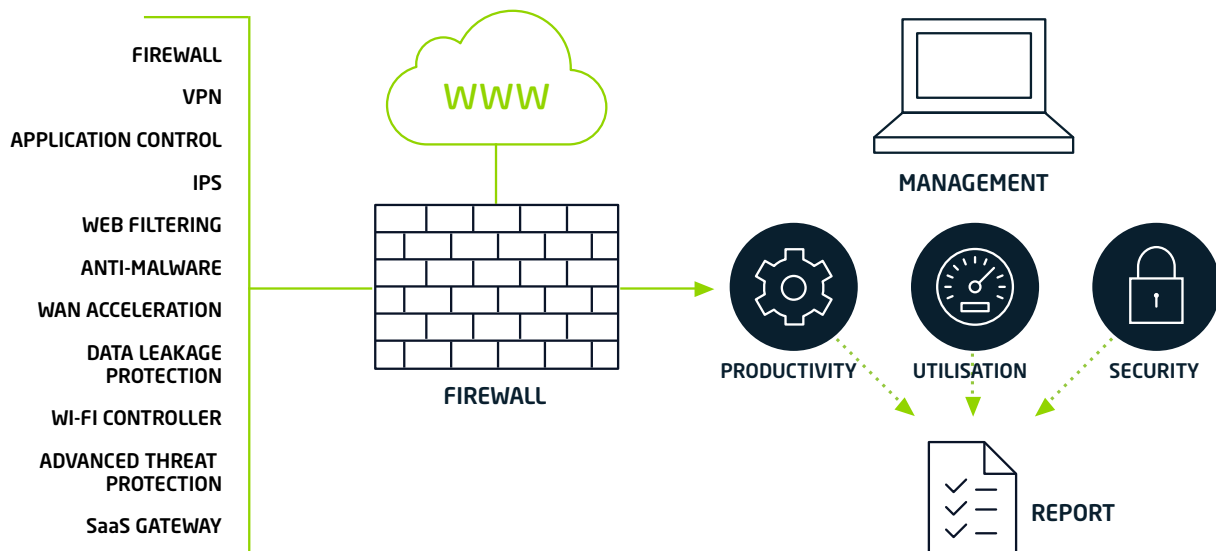 FIREWALL
VPN
APPLICATION CONTROL
IPS
WEB FILTERING
ANTI-MALWARE
WAN ACCELERATION
DATA LEAKAGE
PROTECTION
WI-FI CONTROLLER
ADVANCED THREAT
PROTECTION
SaaS GATEWAY
WWW
FIREWALL
MANAGEMENT
PRODUCTIVITY
UTILISATION
SECURITY
REPORT